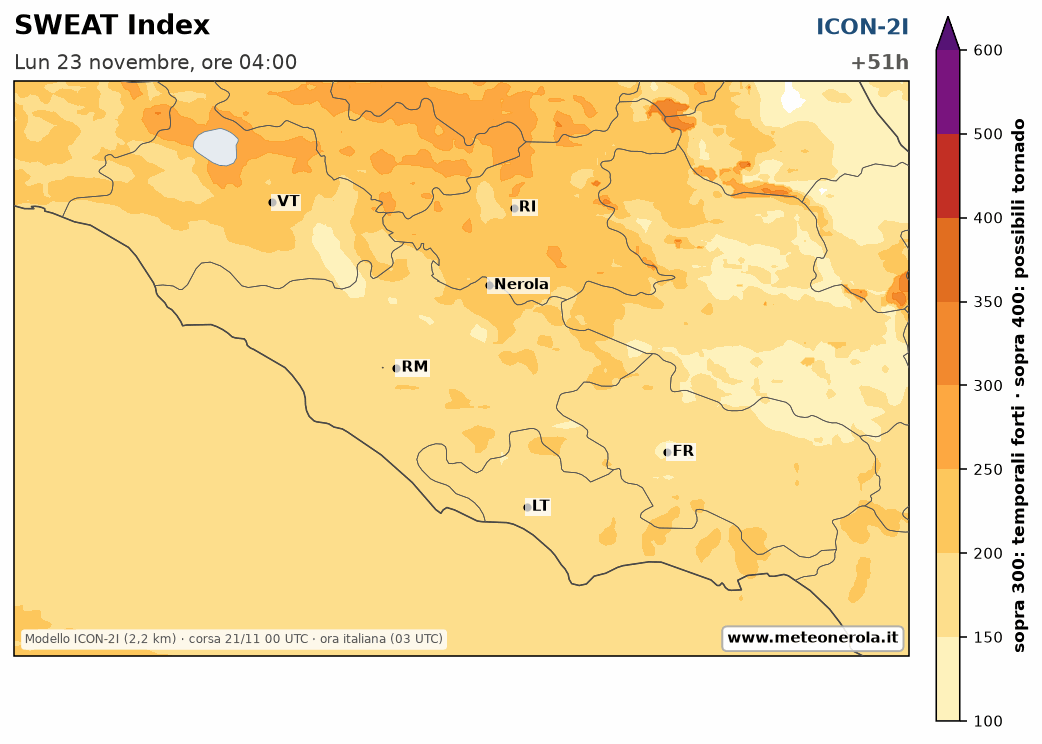 SWEAT Index
ICON-2I
Lun 23 novembre, ore 04:00
+51h
600
500
400
350
300
250
200
150
100
sopra 300: temporali forti · sopra 400: possibili tornado
VT
RI
Nerola
RM
FR
LT
Modello ICON-2I (2,2 km) · corsa 21/11 00 UTC · ora italiana (03 UTC)
www.meteonerola.it